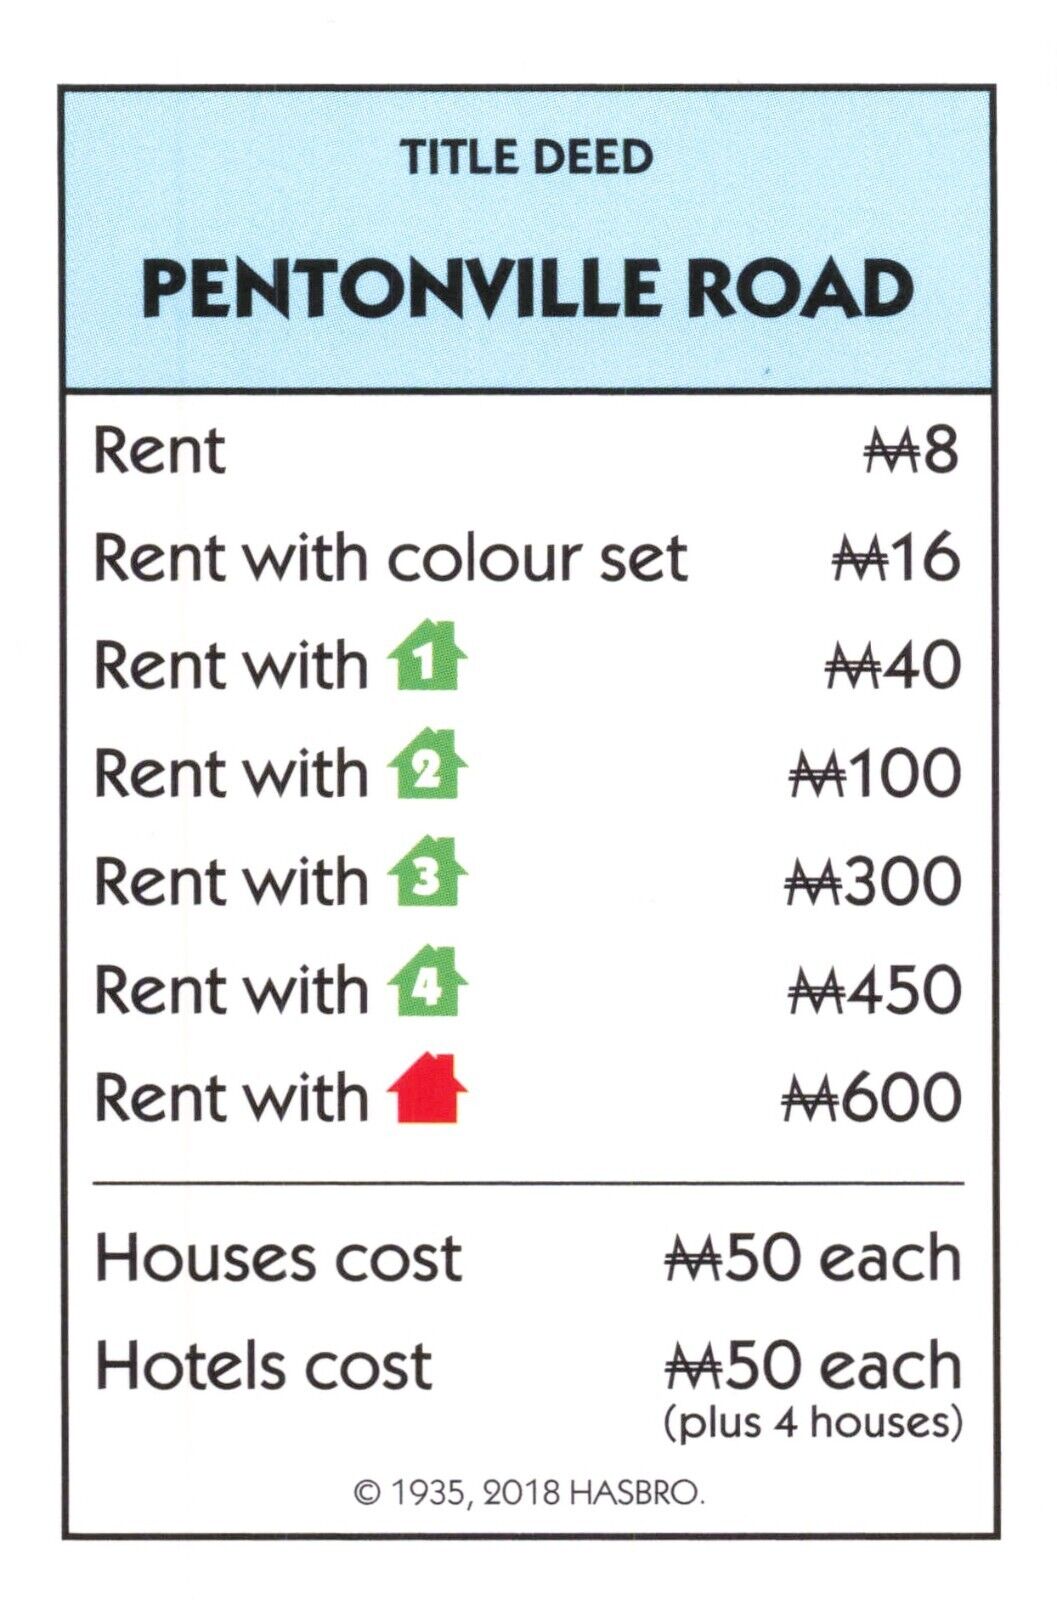 TITLE DEED
PENTONVILLE ROAD
Rent ₩8
Rent with colour set ₩16
Rent with 1 ₩40
Rent with 2 ₩100
Rent with 3 ₩300
Rent with 4 ₩450
Rent with ₩600
Houses cost ₩50 each
Hotels cost ₩50 each
(plus 4 houses)
© 1935, 2018 HASBRO.